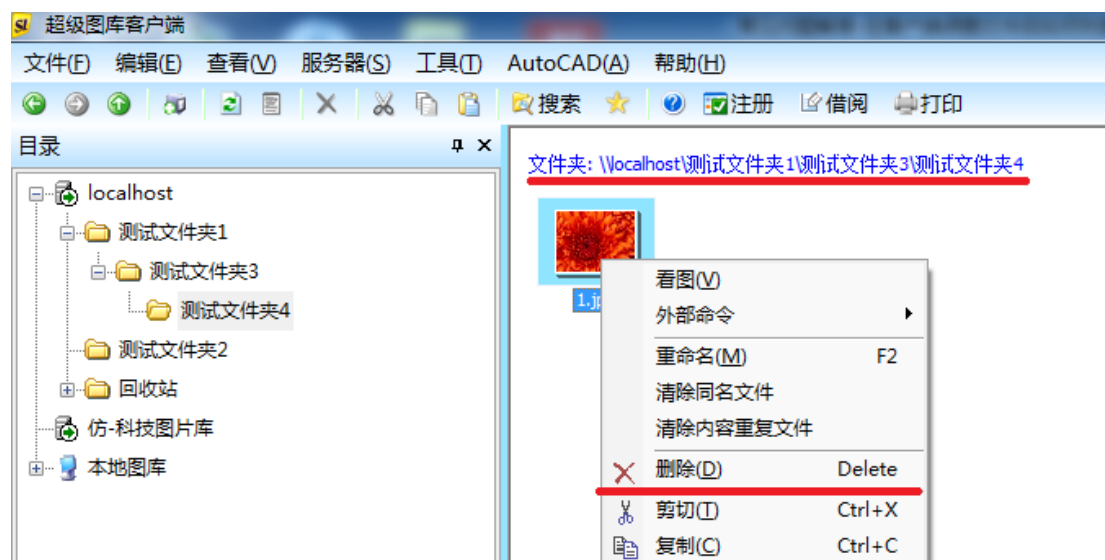 超级图库客户端
文件(F) 编辑(E) 查看(V) 服务器(S) 工具(T) AutoCAD(A) 帮助(H)
搜索 注册 借阅 打印
目录
文件夹: \\localhost\测试文件夹1\测试文件夹3\测试文件夹4
localhost
测试文件夹1
测试文件夹3
测试文件夹4
测试文件夹2
回收站
仿-科技图片库
本地图库
看图(V)
外部命令
重命名(M) F2
清除同名文件
清除内容重复文件
删除(D) Delete
剪切(T) Ctrl+X
复制(C) Ctrl+C